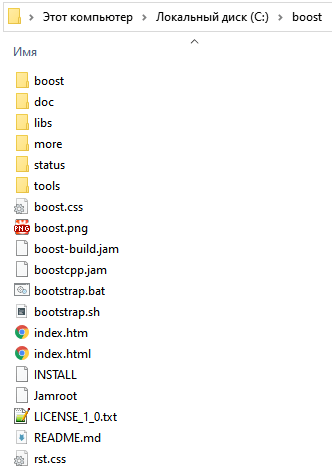 Этот компьютер > Локальный диск (C:) > boost
Имя
boost
doc
libs
more
status
tools
boost.css
boost.png
boost-build.jam
boostcpp.jam
bootstrap.bat
bootstrap.sh
index.htm
index.html
INSTALL
Jamroot
LICENSE_1_0.txt
README.md
rst.css